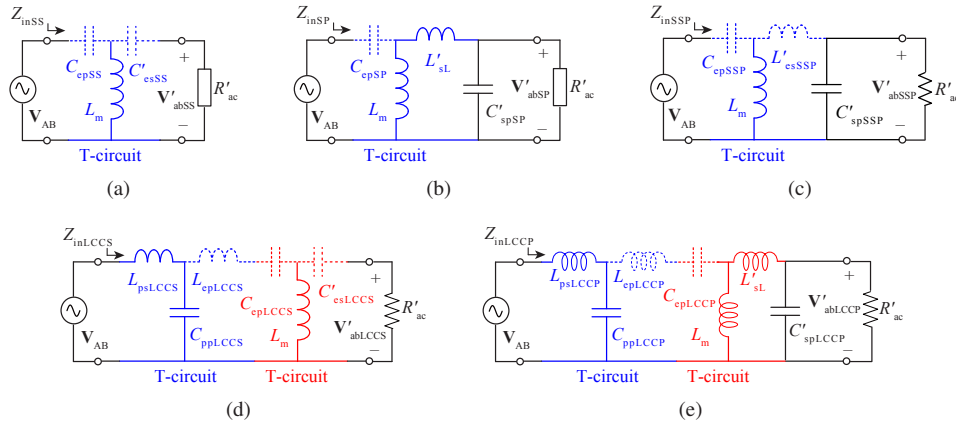 Z_inSS
C_epSS
C'_esSS
L_m
V_AB
+
V'_abSS
−
R'_ac
T-circuit
(a)
Z_inSP
C_epSP
L'_sL
L_m
V_AB
C'_spSP
+
V'_abSP
−
R'_ac
T-circuit
(b)
Z_inSSP
C_epSSP
L'_esSSP
L_m
V_AB
C'_spSSP
+
V'_abSSP
−
R'_ac
T-circuit
(c)
Z_inLCCS
L_psLCCS
L_epLCCS
C_epLCCS
C'_esLCCS
C_ppLCCS
L_m
V_AB
+
V'_abLCCS
−
R'_ac
T-circuit
T-circuit
(d)
Z_inLCCP
L_psLCCP
L_epLCCP
C_epLCCP
L'_sL
C_ppLCCP
L_m
V_AB
C'_spLCCP
+
V'_abLCCP
−
R'_ac
T-circuit
T-circuit
(e)